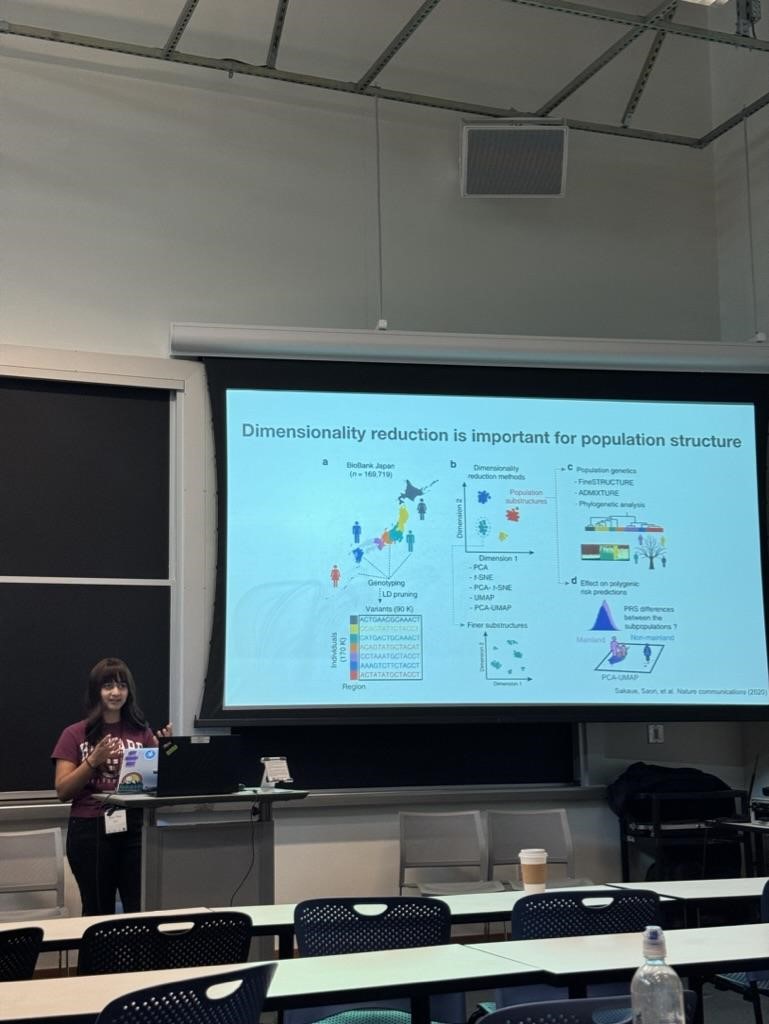 Dimensionality reduction is important for population structure
a
BioBank Japan
(n = 169,719)
Genotyping
LD pruning
Variants (90 K)
Individuals
(170 K)
ACTGAACGCAAACT
CATGACTGCAAACT
ACAGTATGCTACAT
CCTAAATGCTACCT
AAAGTCTTCTACCT
ACTATATGCTACCT
Region
b
Dimensionality
reduction methods
Dimension 2
Population
substructures
Dimension 1
- PCA
- t-SNE
- PCA- t-SNE
- UMAP
- PCA-UMAP
Finer substructures
Dimension 2
Dimension 1
c Population genetics
- FineSTRUCTURE
- ADMIXTURE
- Phylogenetic analysis
d Effect on polygenic
risk predictions
PRS differences
between the
subpopulations ?
Mainland
Non-mainland
PCA-UMAP
Sakaue, Saori, et al. Nature communications (2020)